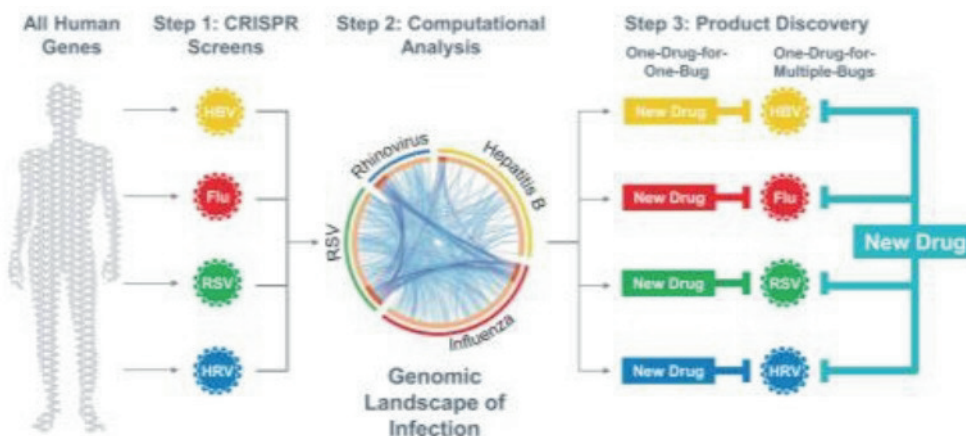 All Human
Genes
Step 1: CRISPR
Screens
Step 2: Computational
Analysis
Step 3: Product Discovery
One-Drug-for-
One-Bug
One-Drug-for-
Multiple-Bugs
HBV
Flu
RSV
HRV
Rhinovirus
Hepatitis B
RSV
Influenza
Genomic
Landscape of
Infection
New Drug
HBV
New Drug
Flu
New Drug
RSV
New Drug
HRV
New Drug